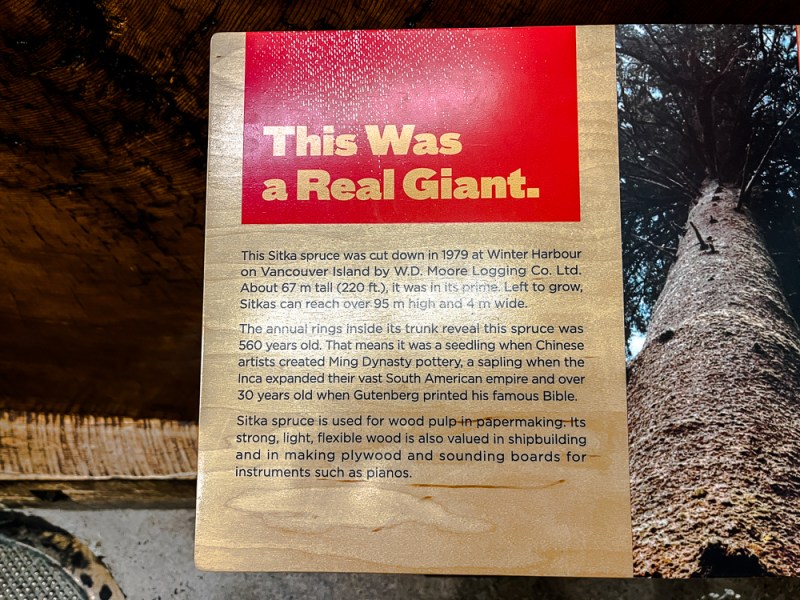 This Was
a Real Giant.
This Sitka spruce was cut down in 1979 at Winter Harbour
on Vancouver Island by W.D. Moore Logging Co. Ltd.
About 67 m tall (220 ft.), it was in its prime. Left to grow,
Sitkas can reach over 95 m high and 4 m wide.
The annual rings inside its trunk reveal this spruce was
560 years old. That means it was a seedling when Chinese
artists created Ming Dynasty pottery, a sapling when the
Inca expanded their vast South American empire and over
30 years old when Gutenberg printed his famous Bible.
Sitka spruce is used for wood pulp in papermaking. Its
strong, light, flexible wood is also valued in shipbuilding
and in making plywood and sounding boards for
instruments such as pianos.